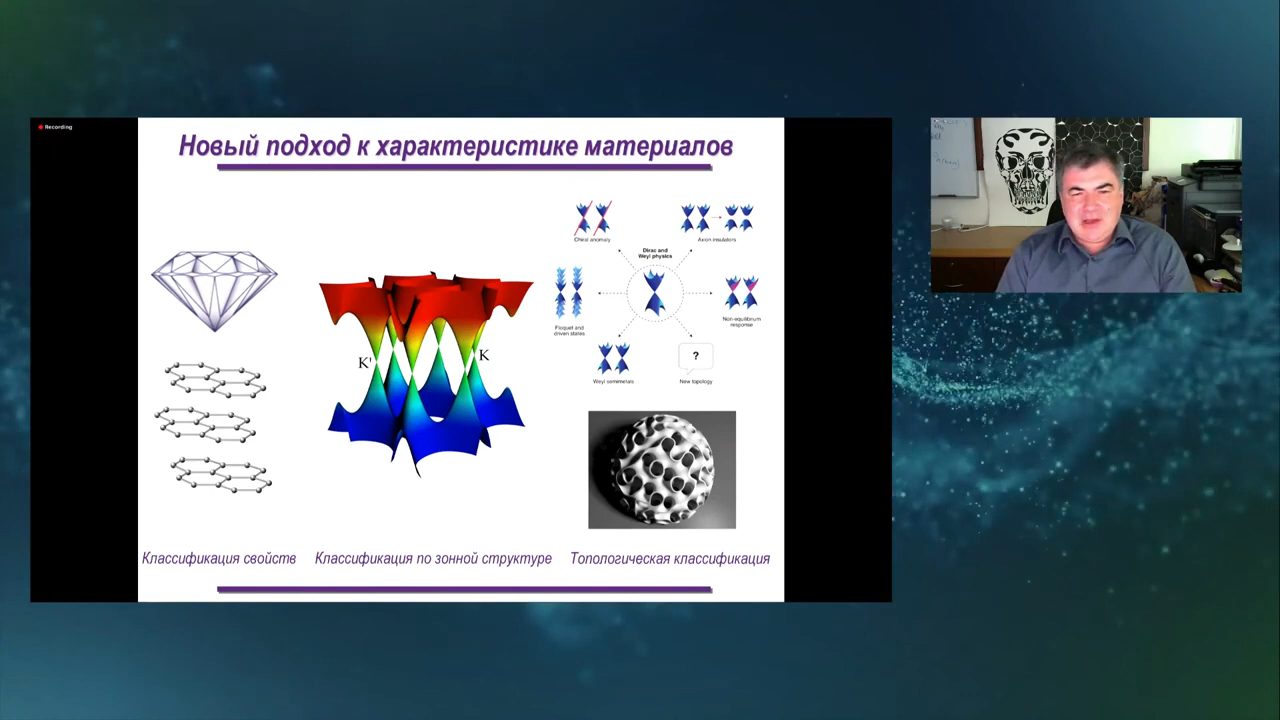 Recording
Новый подход к характеристике материалов
Chiral anomaly
Axion insulators
Dirac and
Weyl physics
Floquet and
driven states
Non-equilibrium
response
K'
K
?
Weyl semimetals
New topology
Классификация свойств
Классификация по зонной структуре
Топологическая классификация